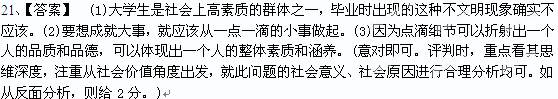 21、【答案】 (1)大学生是社会上高素质的群体之一，毕业时出现的这种不文明现象确实不
应该。(2)要想成就大事，就应该从一点一滴的小事做起。(3)因为点滴细节可以折射出一个
人的品质和品德，可以体现出一个人的整体素质和涵养。(意对即可。评判时，重点看其思
维深度，注重从社会价值角度出发，就此问题的社会意义、社会原因进行合理分析均可。如
从反面分析，则给 2 分。)